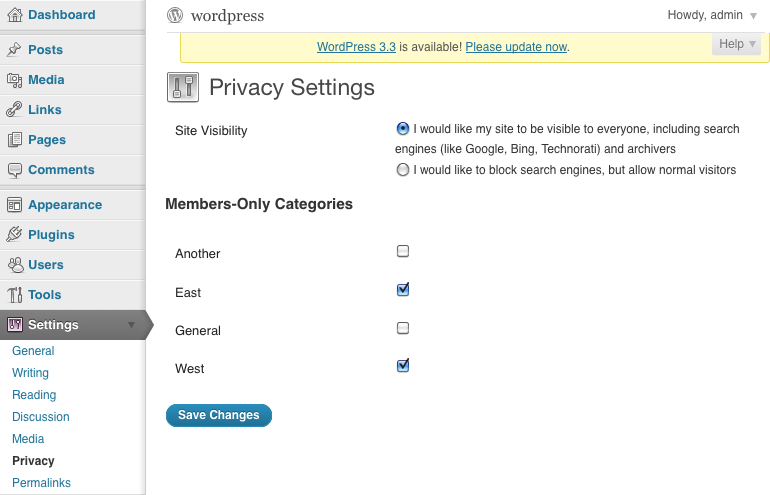 Dashboard
Posts
Media
Links
Pages
Comments
Appearance
Plugins
Users
Tools
Settings
General
Writing
Reading
Discussion
Media
Privacy
Permalinks
wordpress
Howdy, admin
WordPress 3.3 is available! Please update now.
Help
Privacy Settings
Site Visibility
I would like my site to be visible to everyone, including search
engines (like Google, Bing, Technorati) and archivers
I would like to block search engines, but allow normal visitors
Members-Only Categories
Another
East
General
West
Save Changes